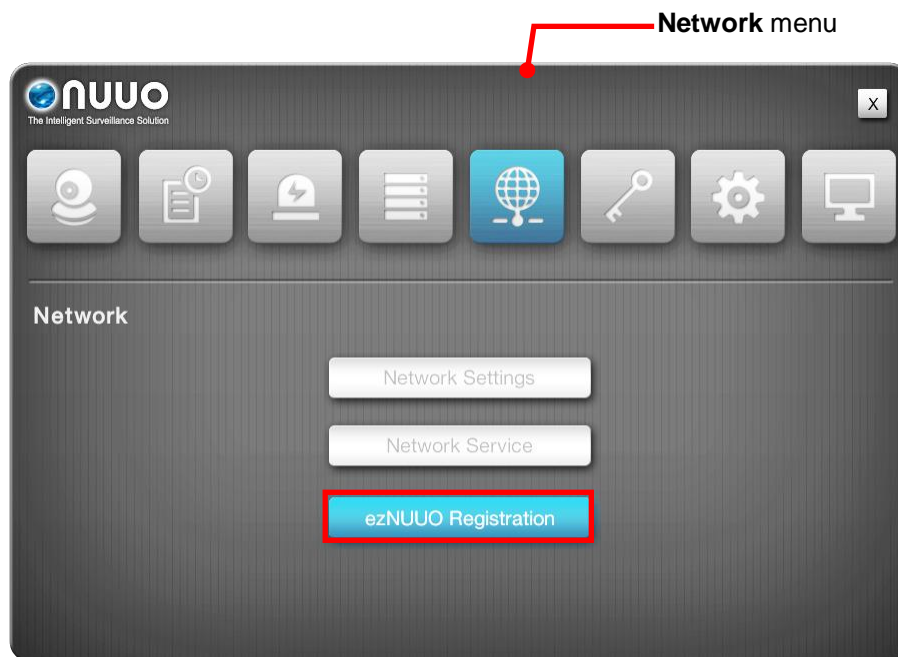 Network menu
nuuo
The Intelligent Surveillance Solution
X
Network
Network Settings
Network Service
ezNUUO Registration